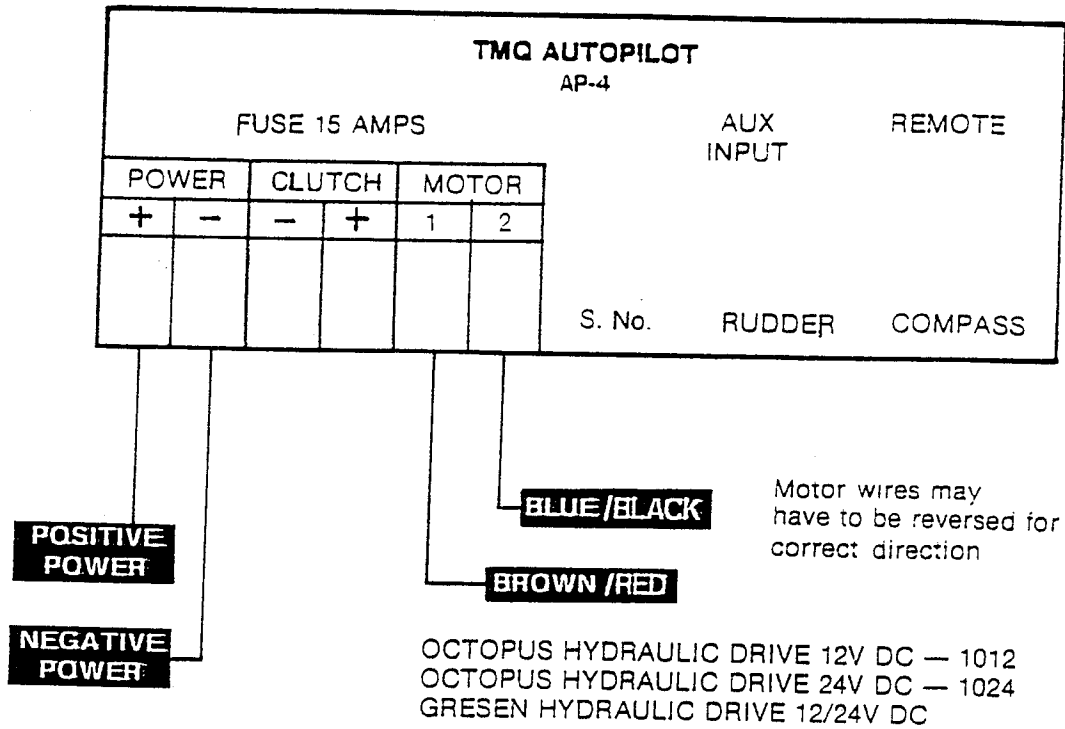 TMQ AUTOPILOT
AP-4
FUSE 15 AMPS
AUX INPUT
REMOTE
POWER CLUTCH MOTOR
+ − − + 1 2
S. No. RUDDER COMPASS
BLUE/BLACK
Motor wires may
have to be reversed for
correct direction
POSITIVE
POWER
BROWN/RED
NEGATIVE
POWER
OCTOPUS HYDRAULIC DRIVE 12V DC — 1012
OCTOPUS HYDRAULIC DRIVE 24V DC — 1024
GRESEN HYDRAULIC DRIVE 12/24V DC